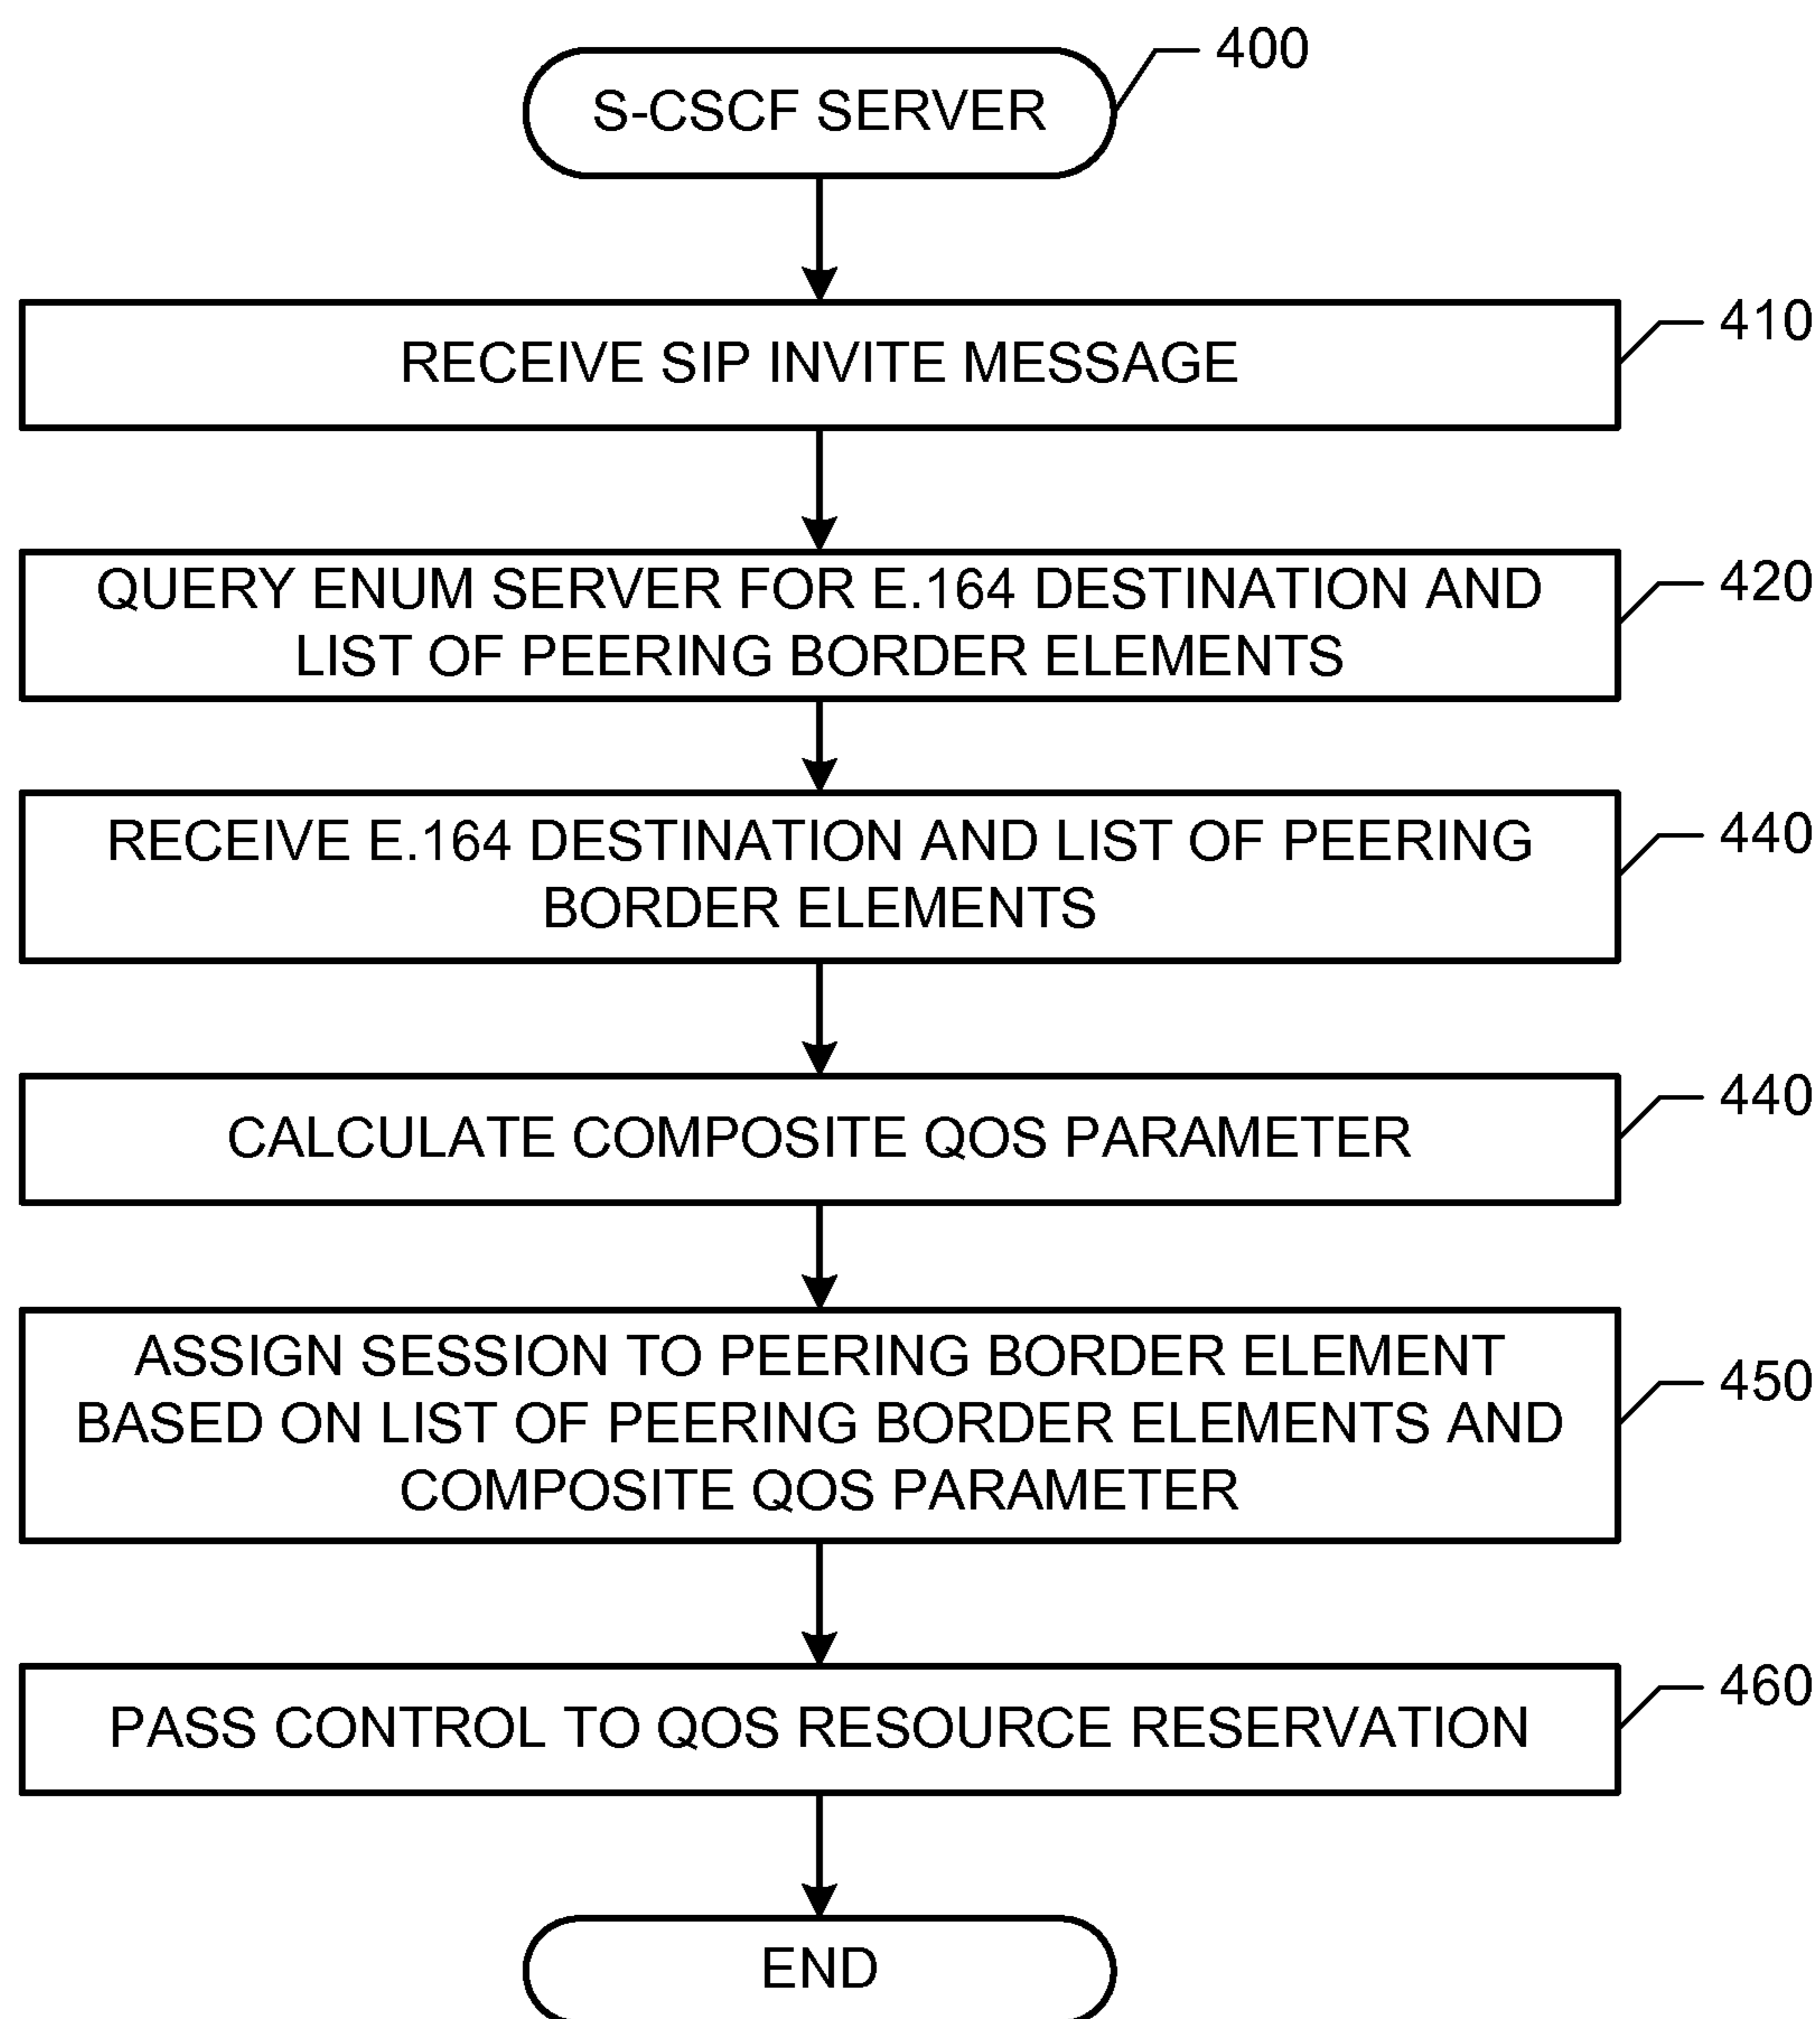 400
S-CSCF SERVER
410
RECEIVE SIP INVITE MESSAGE
420
QUERY ENUM SERVER FOR E.164 DESTINATION AND
LIST OF PEERING BORDER ELEMENTS
440
RECEIVE E.164 DESTINATION AND LIST OF PEERING
BORDER ELEMENTS
440
CALCULATE COMPOSITE QOS PARAMETER
450
ASSIGN SESSION TO PEERING BORDER ELEMENT
BASED ON LIST OF PEERING BORDER ELEMENTS AND
COMPOSITE QOS PARAMETER
460
PASS CONTROL TO QOS RESOURCE RESERVATION
END